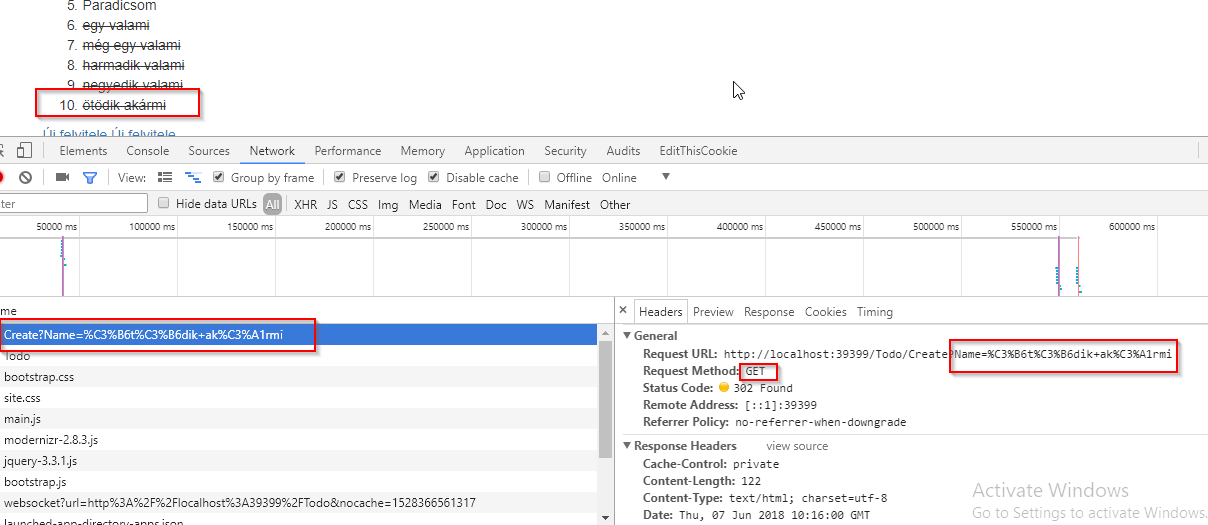 5. Paradicsom
6. egy valami
7. még egy valami
8. harmadik valami
9. negyedik valami
10. ötödik akármi
Új felvitele Új felvitele
Elements Console Sources Network Performance Memory Application Security Audits EditThisCookie
View: Group by frame Preserve log Disable cache Offline Online
ter Hide data URLs All XHR JS CSS Img Media Font Doc WS Manifest Other
50000 ms 100000 ms 150000 ms 200000 ms 250000 ms 300000 ms 350000 ms 400000 ms 450000 ms 500000 ms 550000 ms 600000 ms
me
Create?Name=%C3%B6t%C3%B6dik+ak%C3%A1rmi
Todo
bootstrap.css
site.css
main.js
modernizr-2.8.3.js
jquery-3.3.1.js
bootstrap.js
websocket?url=http%3A%2F%2Flocalhost%3A39399%2FTodo&nocache=1528366561317
launched-app-directory-apps.json
× Headers Preview Response Cookies Timing
General
Request URL: http://localhost:39399/Todo/Create?Name=%C3%B6t%C3%B6dik+ak%C3%A1rmi
Request Method: GET
Status Code: 302 Found
Remote Address: [::1]:39399
Referrer Policy: no-referrer-when-downgrade
Response Headers view source
Cache-Control: private
Content-Length: 122
Content-Type: text/html; charset=utf-8
Date: Thu, 07 Jun 2018 10:16:00 GMT
Activate Windows
Go to Settings to activate Windows.